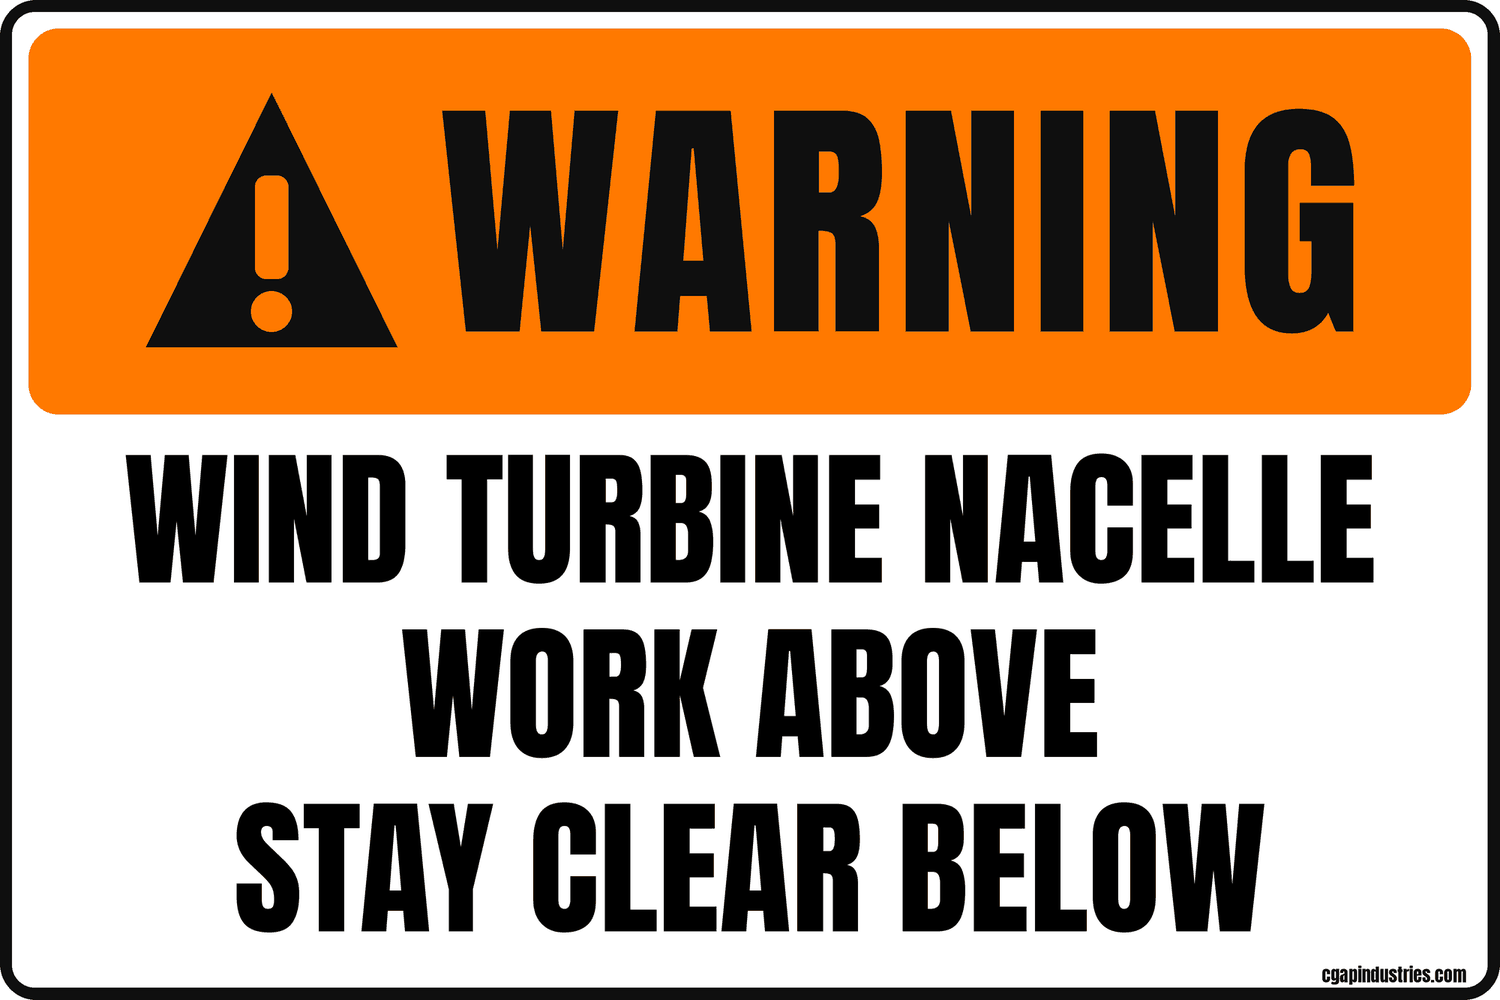 WARNING
WIND TURBINE NACELLE
WORK ABOVE
STAY CLEAR BELOW
cgapindustries.com